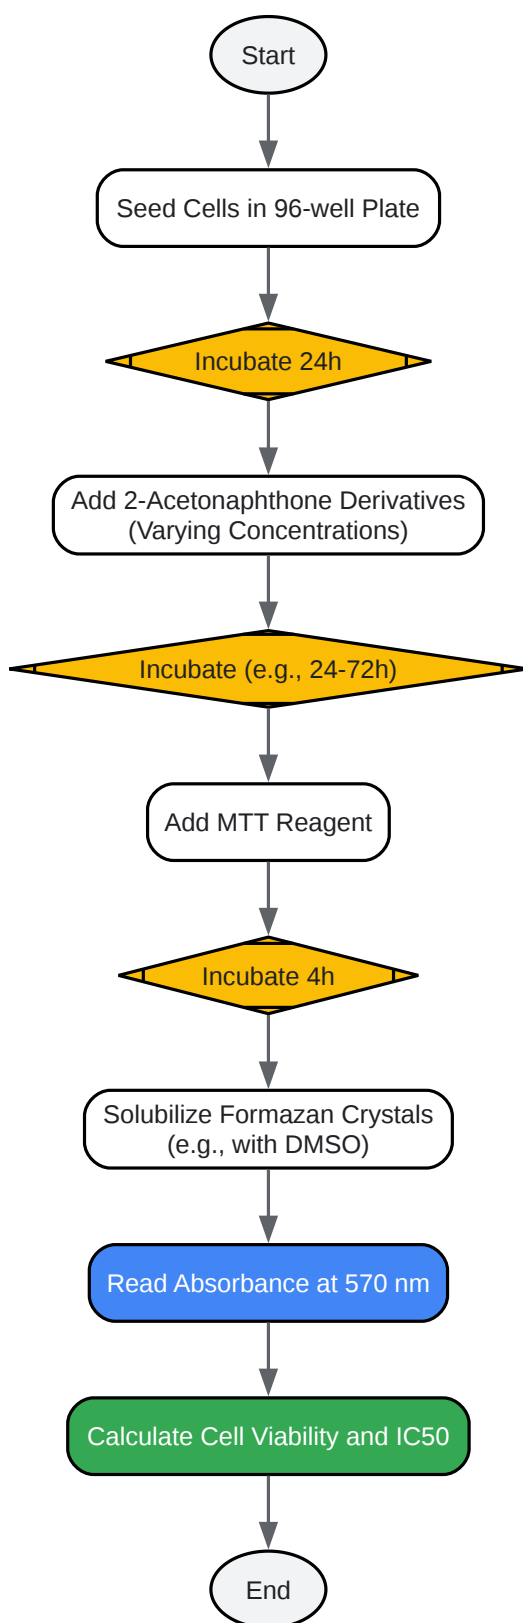 Start
Seed Cells in 96-well Plate
Incubate 24h
Add 2-Acetonaphthone Derivatives
(Varying Concentrations)
Incubate (e.g., 24-72h)
Add MTT Reagent
Incubate 4h
Solubilize Formazan Crystals
(e.g., with DMSO)
Read Absorbance at 570 nm
Calculate Cell Viability and IC50
End